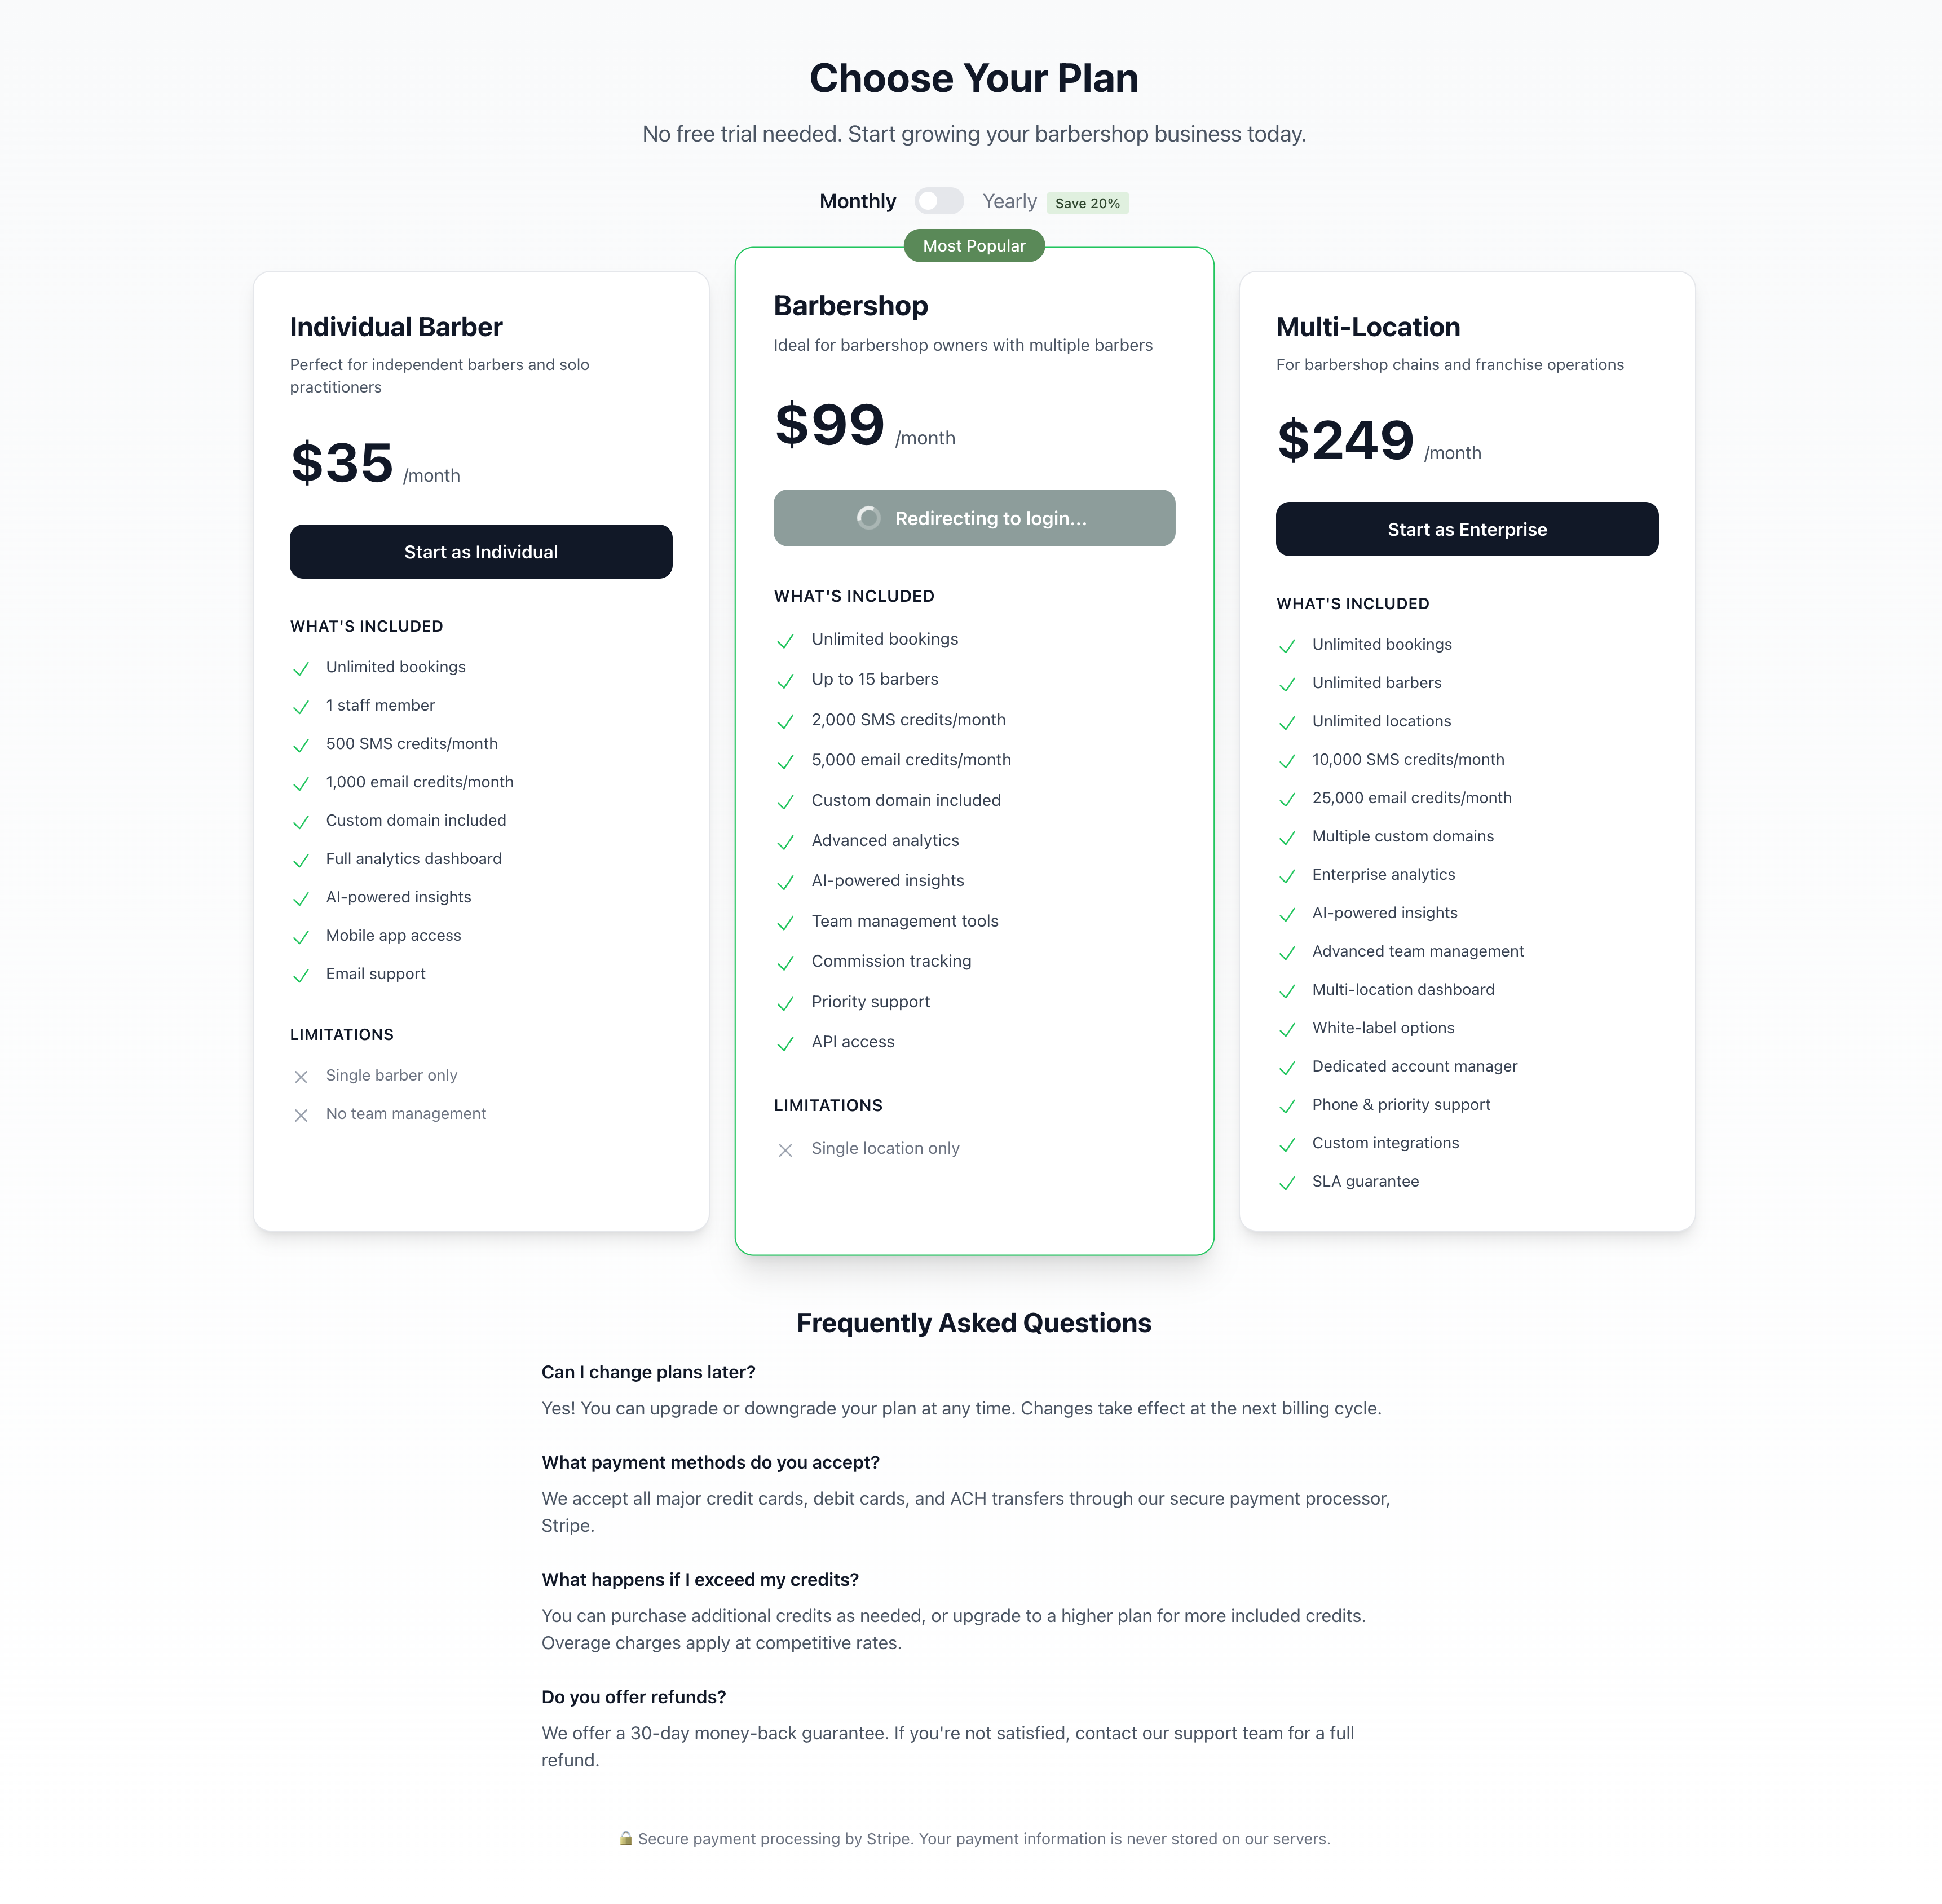 Choose Your Plan
No free trial needed. Start growing your barbershop business today.
Monthly Yearly Save 20%
Individual Barber
Perfect for independent barbers and solo
practitioners
$35 /month
Start as Individual
WHAT'S INCLUDED
Unlimited bookings
1 staff member
500 SMS credits/month
1,000 email credits/month
Custom domain included
Full analytics dashboard
AI-powered insights
Mobile app access
Email support
LIMITATIONS
Single barber only
No team management
Most Popular
Barbershop
Ideal for barbershop owners with multiple barbers
$99 /month
Redirecting to login...
WHAT'S INCLUDED
Unlimited bookings
Up to 15 barbers
2,000 SMS credits/month
5,000 email credits/month
Custom domain included
Advanced analytics
AI-powered insights
Team management tools
Commission tracking
Priority support
API access
LIMITATIONS
Single location only
Multi-Location
For barbershop chains and franchise operations
$249 /month
Start as Enterprise
WHAT'S INCLUDED
Unlimited bookings
Unlimited barbers
Unlimited locations
10,000 SMS credits/month
25,000 email credits/month
Multiple custom domains
Enterprise analytics
AI-powered insights
Advanced team management
Multi-location dashboard
White-label options
Dedicated account manager
Phone & priority support
Custom integrations
SLA guarantee
Frequently Asked Questions
Can I change plans later?
Yes! You can upgrade or downgrade your plan at any time. Changes take effect at the next billing cycle.
What payment methods do you accept?
We accept all major credit cards, debit cards, and ACH transfers through our secure payment processor,
Stripe.
What happens if I exceed my credits?
You can purchase additional credits as needed, or upgrade to a higher plan for more included credits.
Overage charges apply at competitive rates.
Do you offer refunds?
We offer a 30-day money-back guarantee. If you're not satisfied, contact our support team for a full
refund.
🔒 Secure payment processing by Stripe. Your payment information is never stored on our servers.